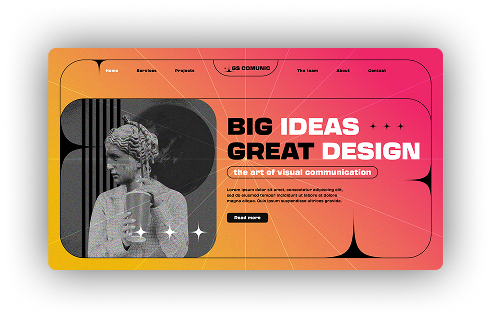 Home Services Projects GS COMUNIC The team About Contact
BIG IDEAS
GREAT DESIGN
the art of visual communication
Lorem ipsum dolor sit amet, consectetur adipiscing elit,
sed do eiusmod tempor incididunt ut labore et dolore
magna aliqua. Quis ipsum suspendisse ultrices gravida.
Read more